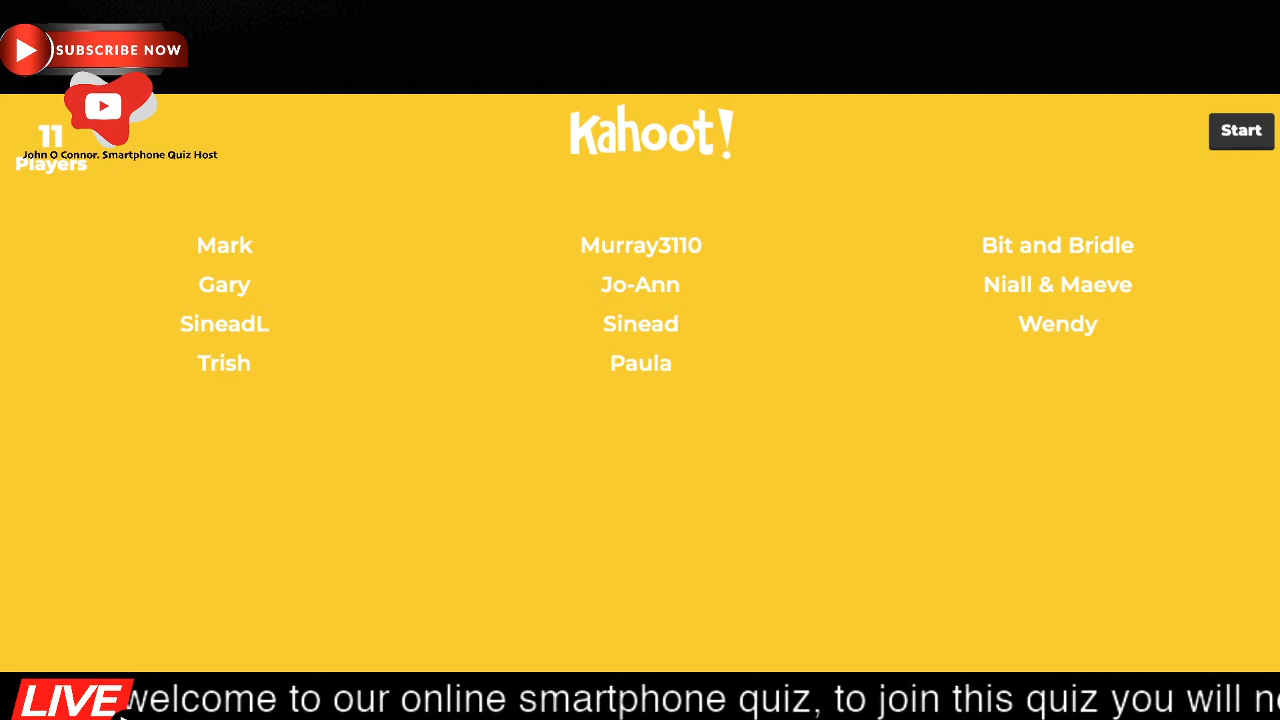 SUBSCRIBE NOW
11
John O Connor. Smartphone Quiz Host
Players
Kahoot!
Start
Mark
Murray3110
Bit and Bridle
Gary
Jo-Ann
Niall & Maeve
SineadL
Sinead
Wendy
Trish
Paula
LIVE
welcome to our online smartphone quiz, to join this quiz you will